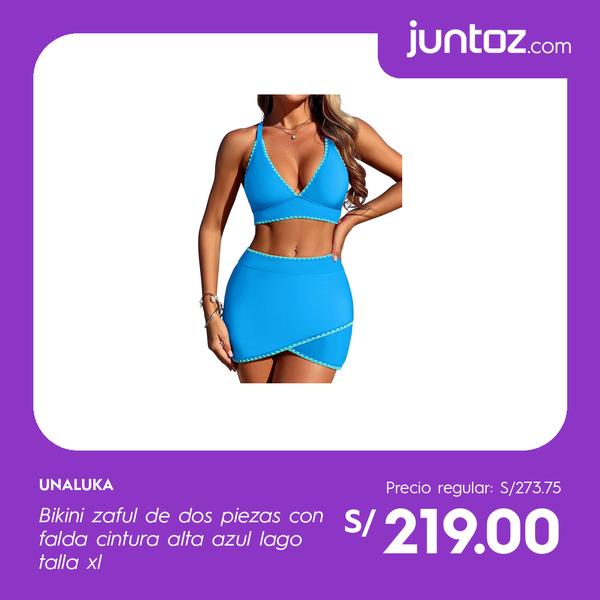 juntoz.com
UNALUKA
Bikini zaful de dos piezas con
falda cintura alta azul lago
talla xl
Precio regular: S/273.75
S/ 219.00